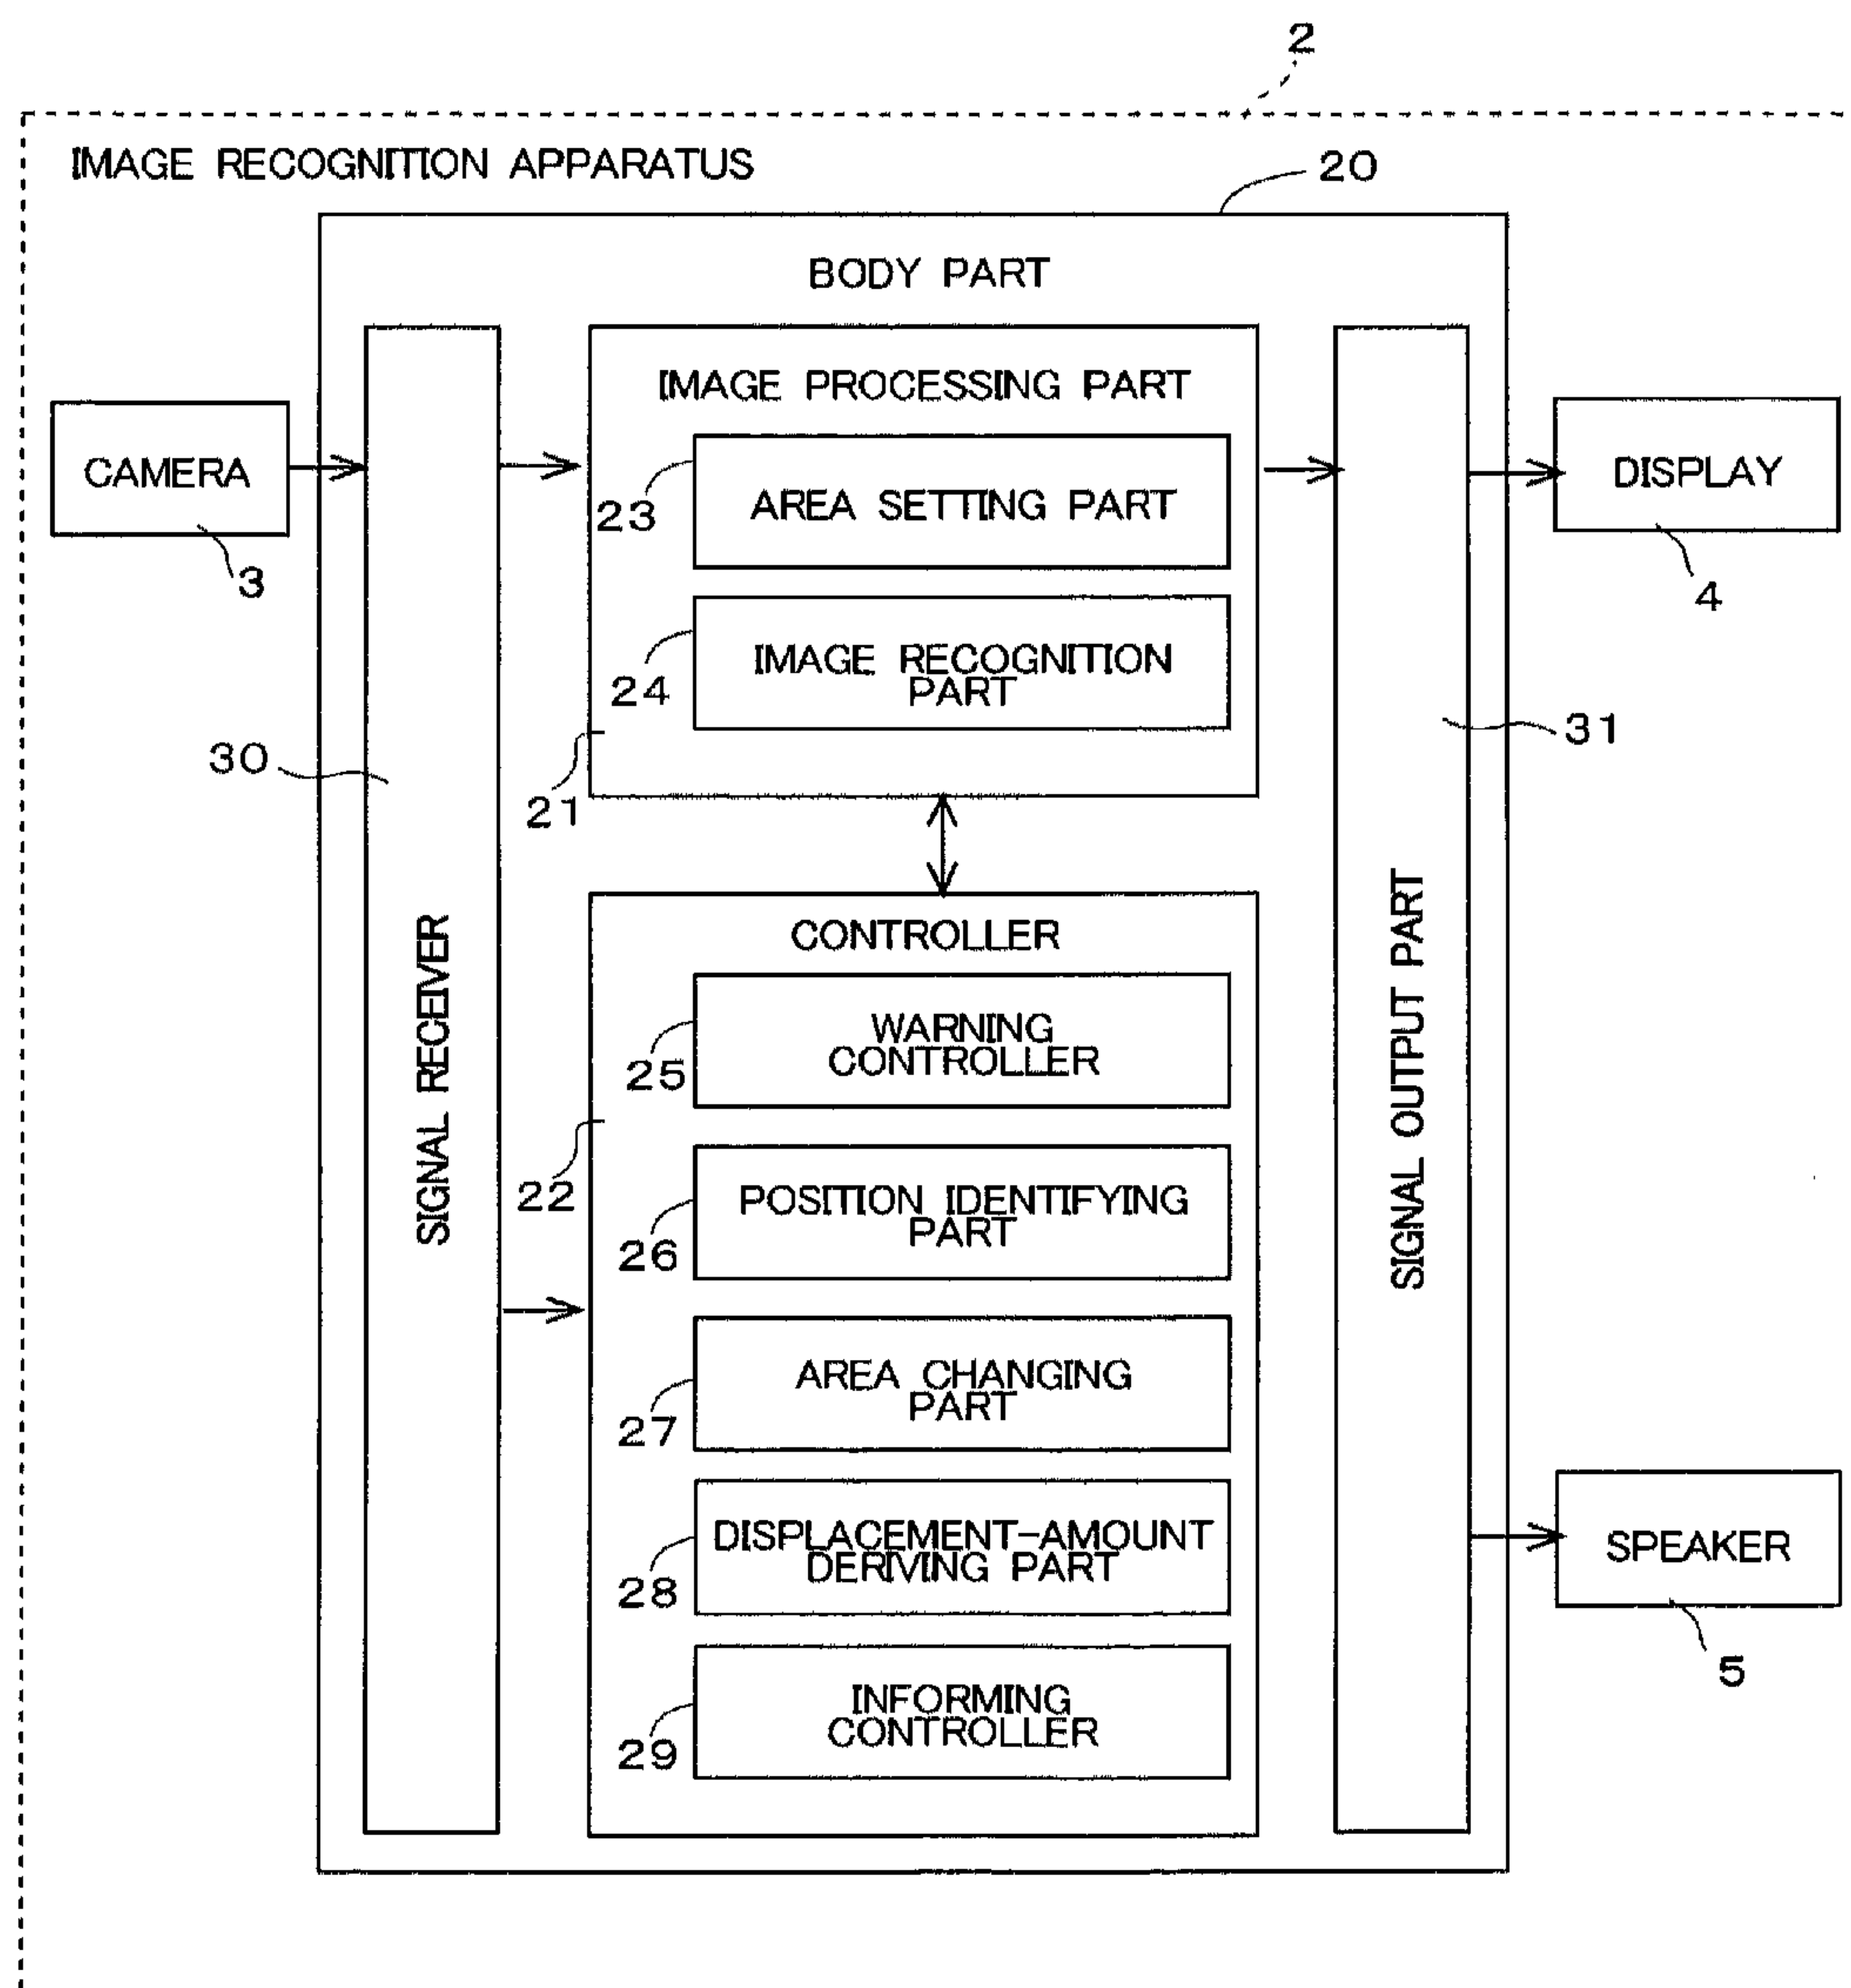 2
IMAGE RECOGNITION APPARATUS
20
BODY PART
IMAGE PROCESSING PART
CAMERA
3
23
AREA SETTING PART
DISPLAY
4
24
IMAGE RECOGNITION
PART
30
21
31
SIGNAL RECEIVER
SIGNAL OUTPUT PART
CONTROLLER
25
WARNING
CONTROLLER
22
26
POSITION IDENTIFYING
PART
27
AREA CHANGING
PART
28
DISPLACEMENT-AMOUNT
DERIVING PART
SPEAKER
5
29
INFORMING
CONTROLLER